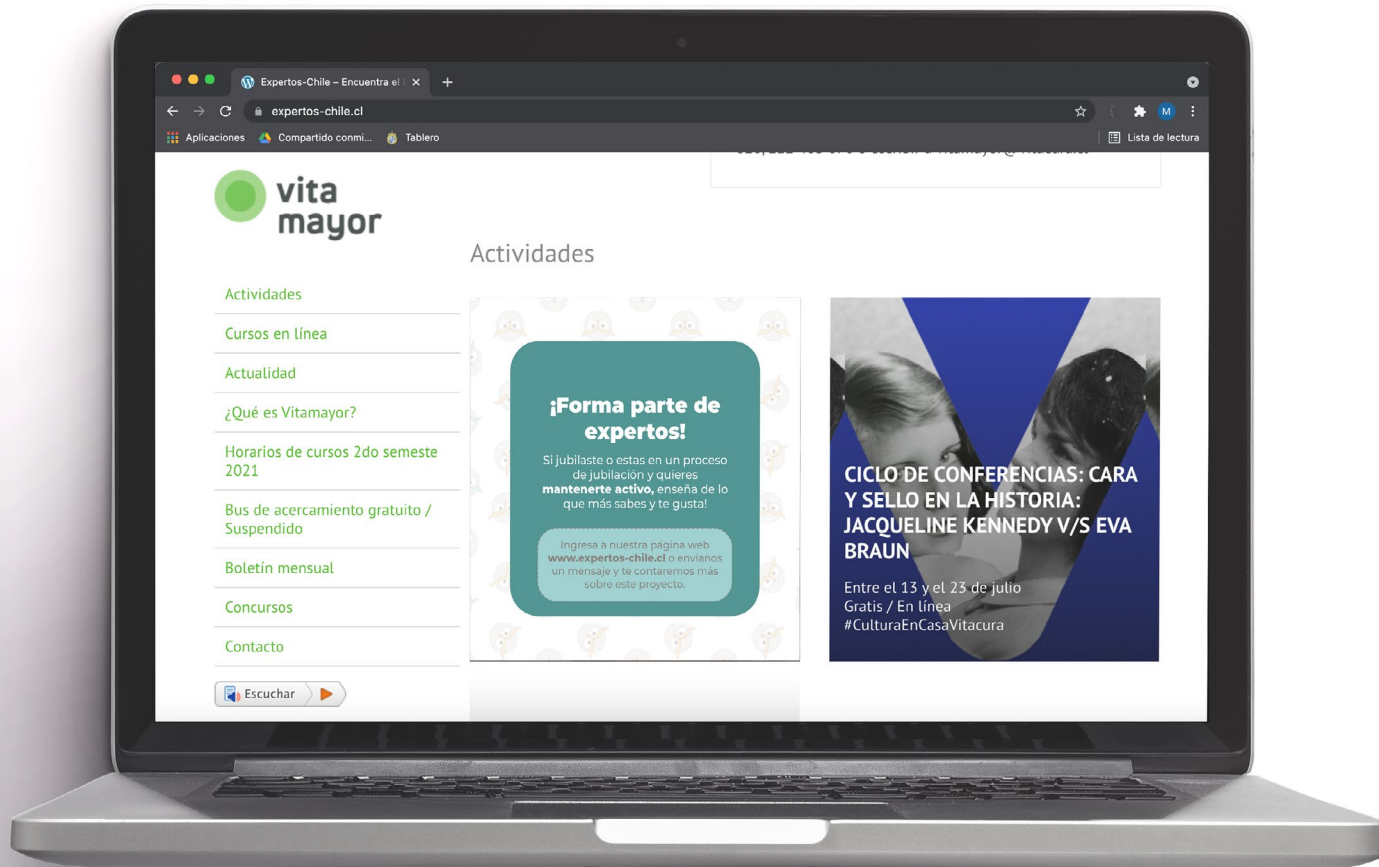 Expertos-Chile – Encuentra el
expertos-chile.cl
M
Aplicaciones
Compartido conmi...
Tablero
Lista de lectura
vita
mayor
Actividades
Actividades
Cursos en línea
Actualidad
¿Qué es Vitamayor?
Horarios de cursos 2do semeste
2021
Bus de acercamiento gratuito /
Suspendido
Boletín mensual
Concursos
Contacto
Escuchar
¡Forma parte de
expertos!
Si jubilaste o estas en un proceso
de jubilación y quieres
mantenerte activo, enseña de lo
que más sabes y te gusta!
Ingresa a nuestra página web
www.expertos-chile.cl o envianos
un mensaje y te contaremos más
sobre este proyecto.
CICLO DE CONFERENCIAS: CARA
Y SELLO EN LA HISTORIA:
JACQUELINE KENNEDY V/S EVA
BRAUN
Entre el 13 y el 23 de julio
Gratis / En línea
#CulturaEnCasaVitacura